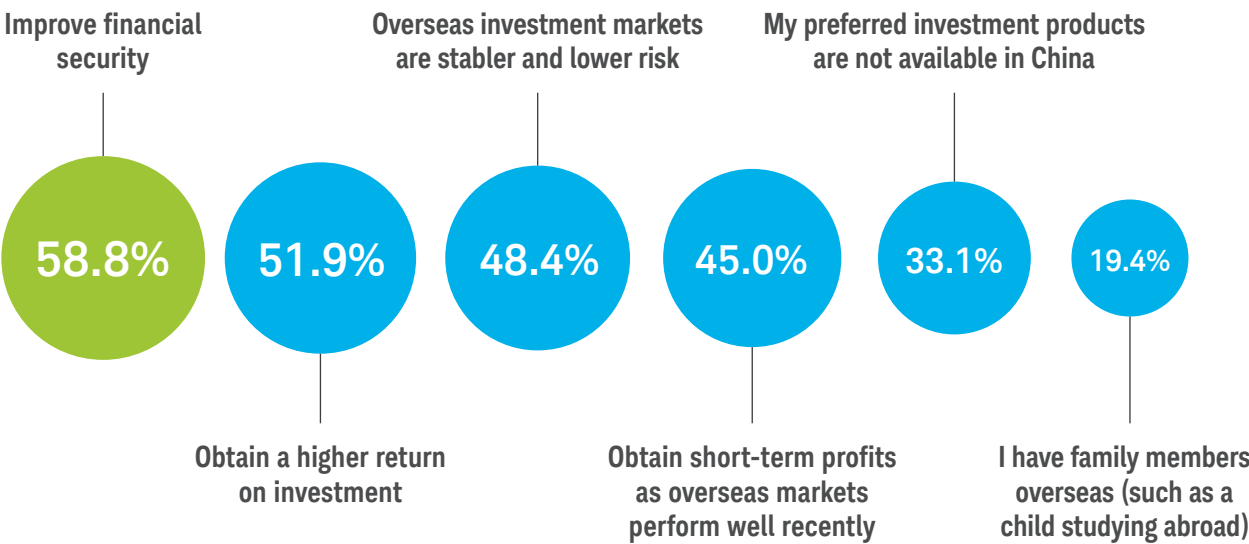 Improve financial
security
Overseas investment markets
are stabler and lower risk
My preferred investment products
are not available in China
58.8%
51.9%
48.4%
45.0%
33.1%
19.4%
Obtain a higher return
on investment
Obtain short-term profits
as overseas markets
perform well recently
I have family members
overseas (such as a
child studying abroad)